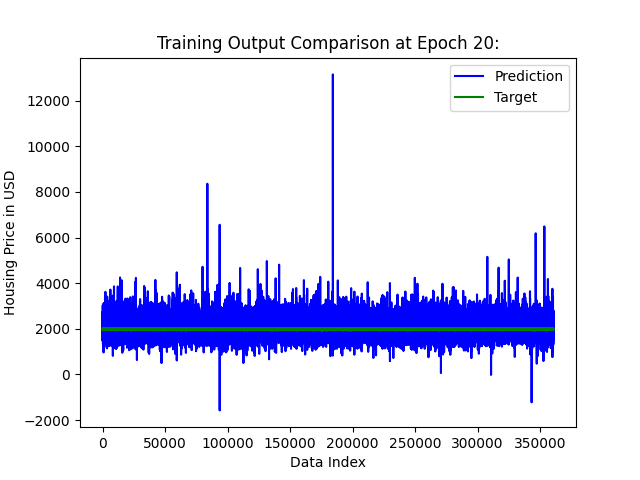 Training Output Comparison at Epoch 20:
Prediction
Target
Housing Price in USD
12000
10000
8000
6000
4000
2000
0
−2000
0 50000 100000 150000 200000 250000 300000 350000
Data Index